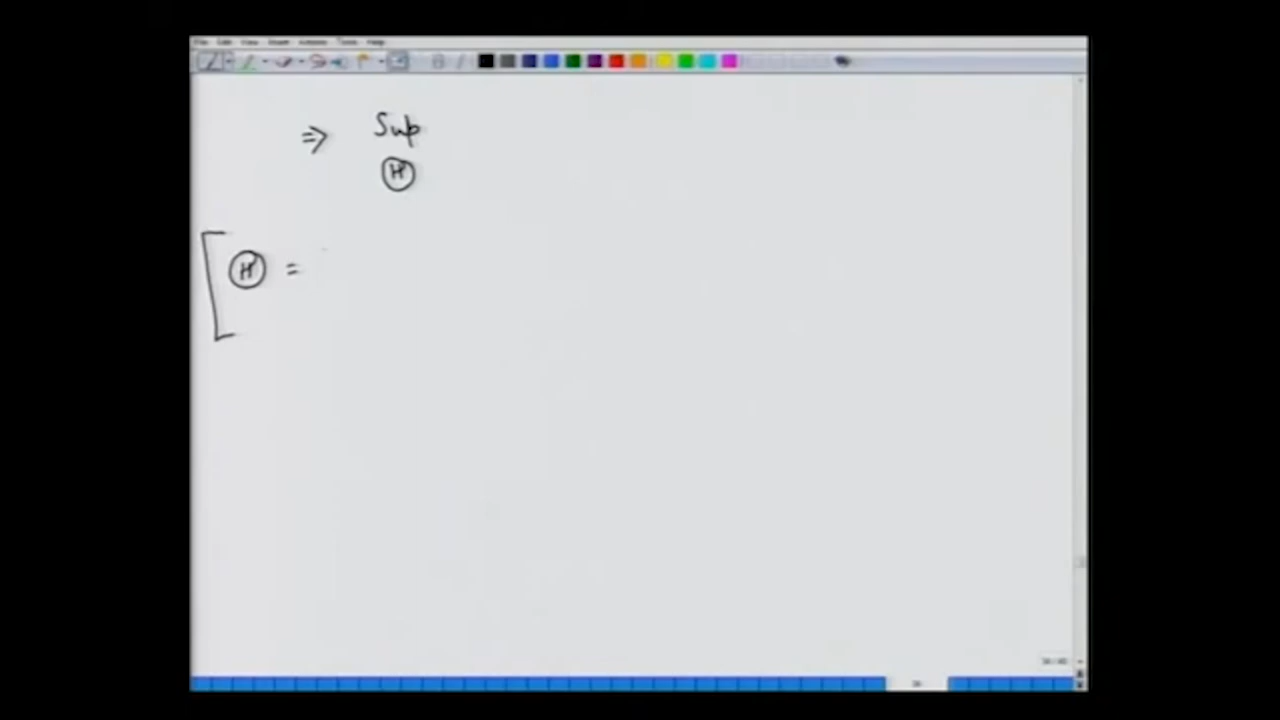 ⇒ Sup
Ⓗ
[ Ⓗ =